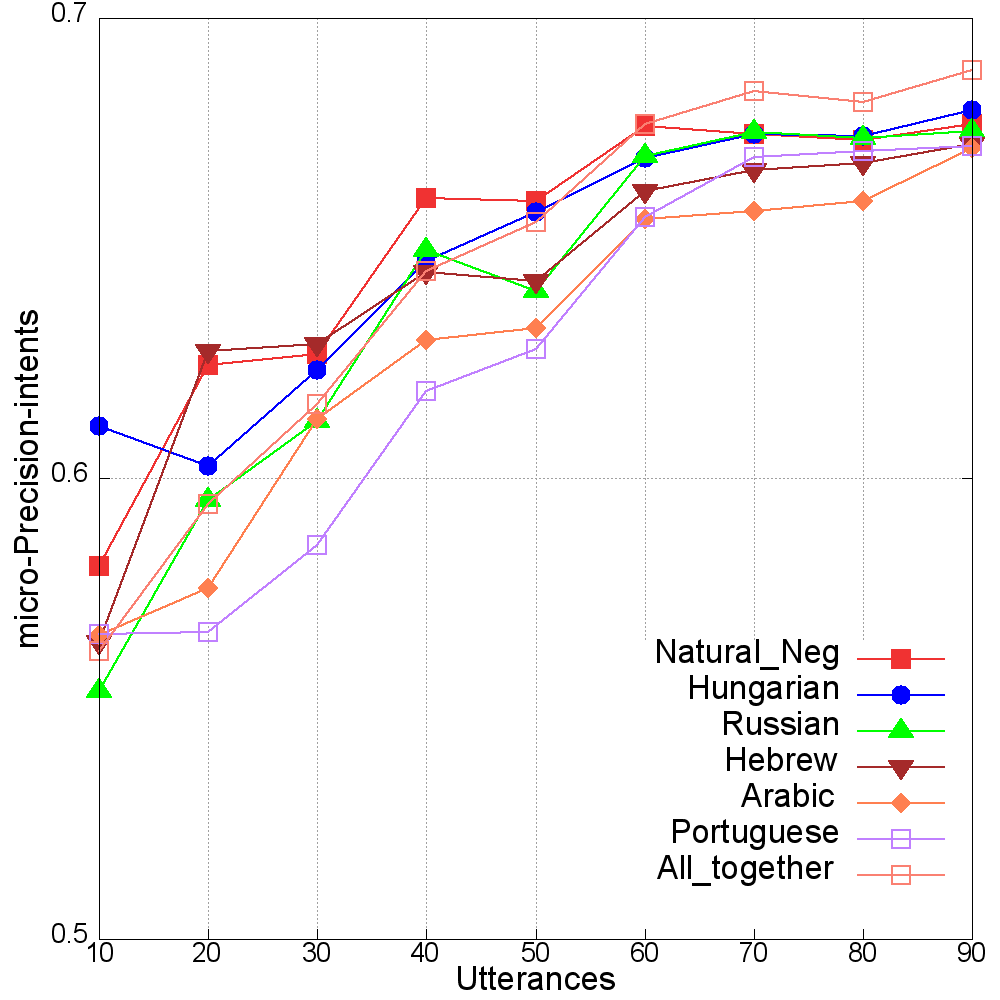 0.7
0.6
0.5
micro-Precision-intents
Natural_Neg
Hungarian
Russian
Hebrew
Arabic
Portuguese
All_together
10 20 30 40 50 60 70 80 90
Utterances